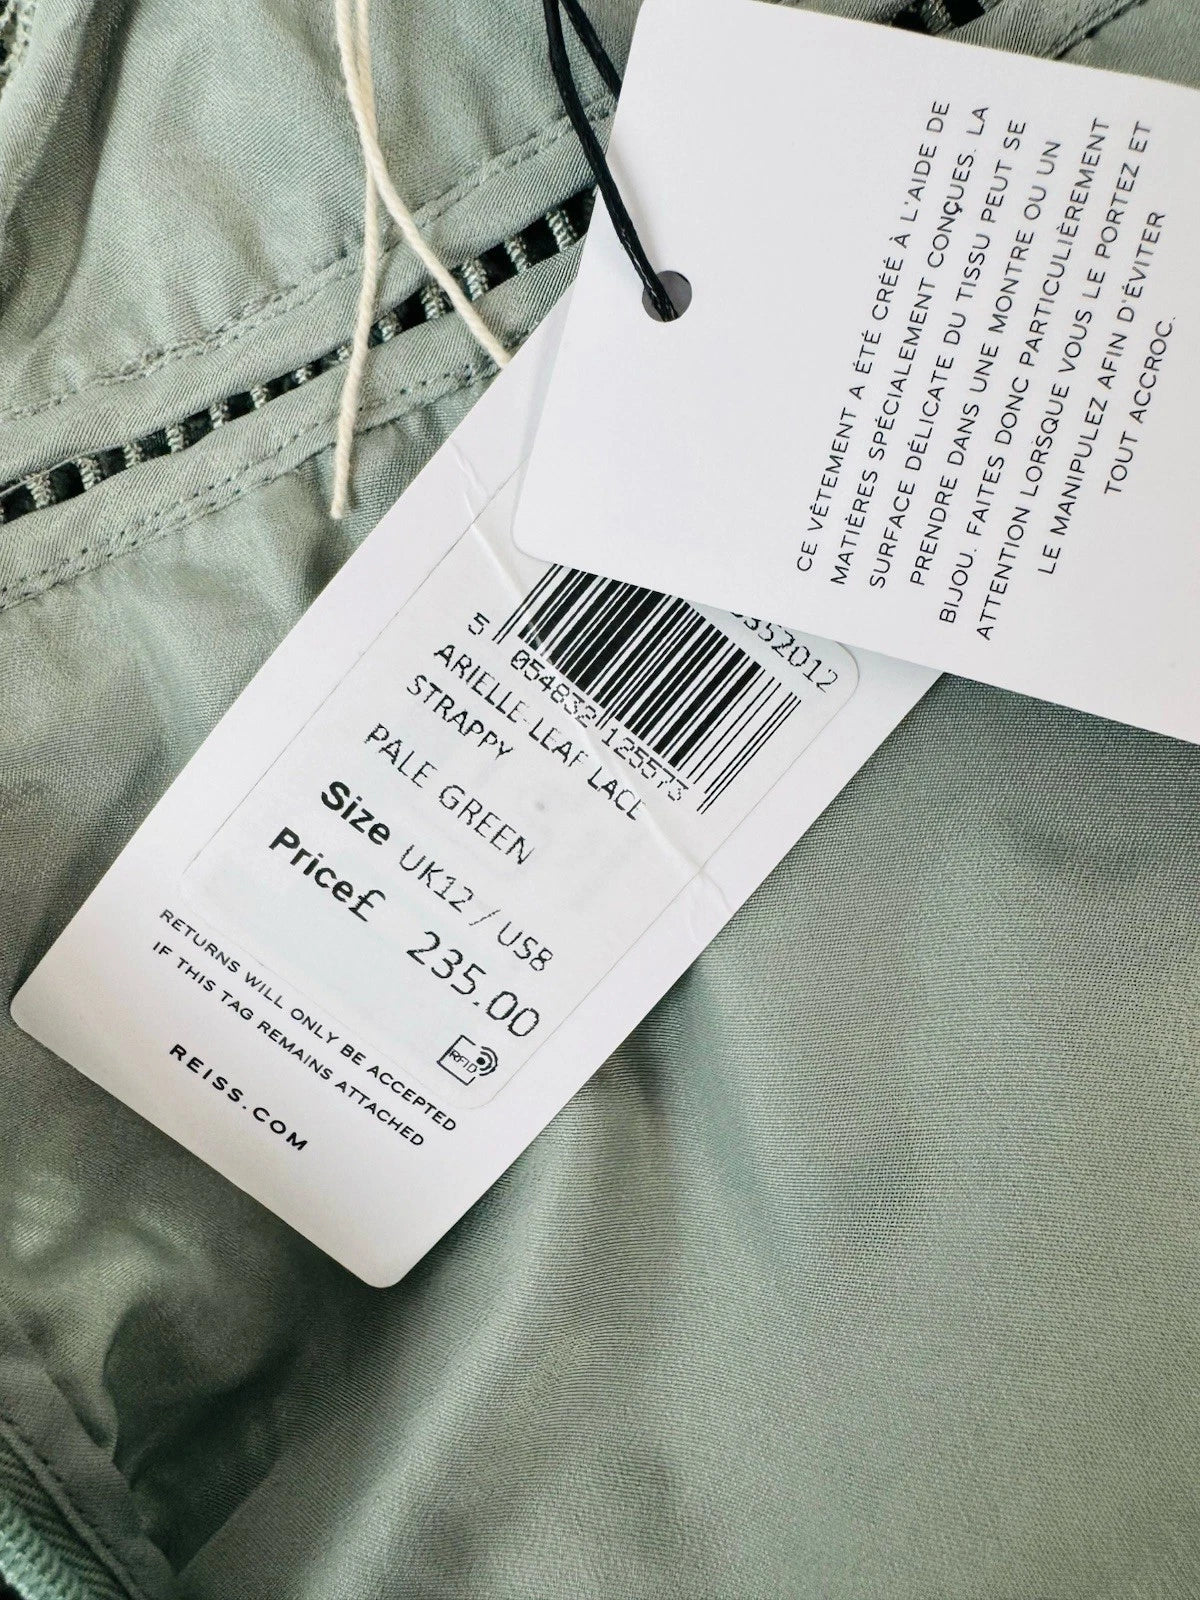 CE VÊTEMENT A ÉTÉ CRÉÉ À L'AIDE DE
MATIÈRES SPÉCIALEMENT CONÇUES. LA
SURFACE DÉLICATE DU TISSU PEUT SE
PRENDRE DANS UNE MONTRE OU UN
BIJOU. FAITES DONC PARTICULIÈREMENT
ATTENTION LORSQUE VOUS LE PORTEZ ET
LE MANIPULEZ AFIN D'ÉVITER
TOUT ACCROC.
5 054832 125573
ARIELLE-LEAF LACE
STRAPPY
PALE GREEN
Size UK12 / US8
Price£ 235.00
RFID
RETURNS WILL ONLY BE ACCEPTED
IF THIS TAG REMAINS ATTACHED
REISS.COM